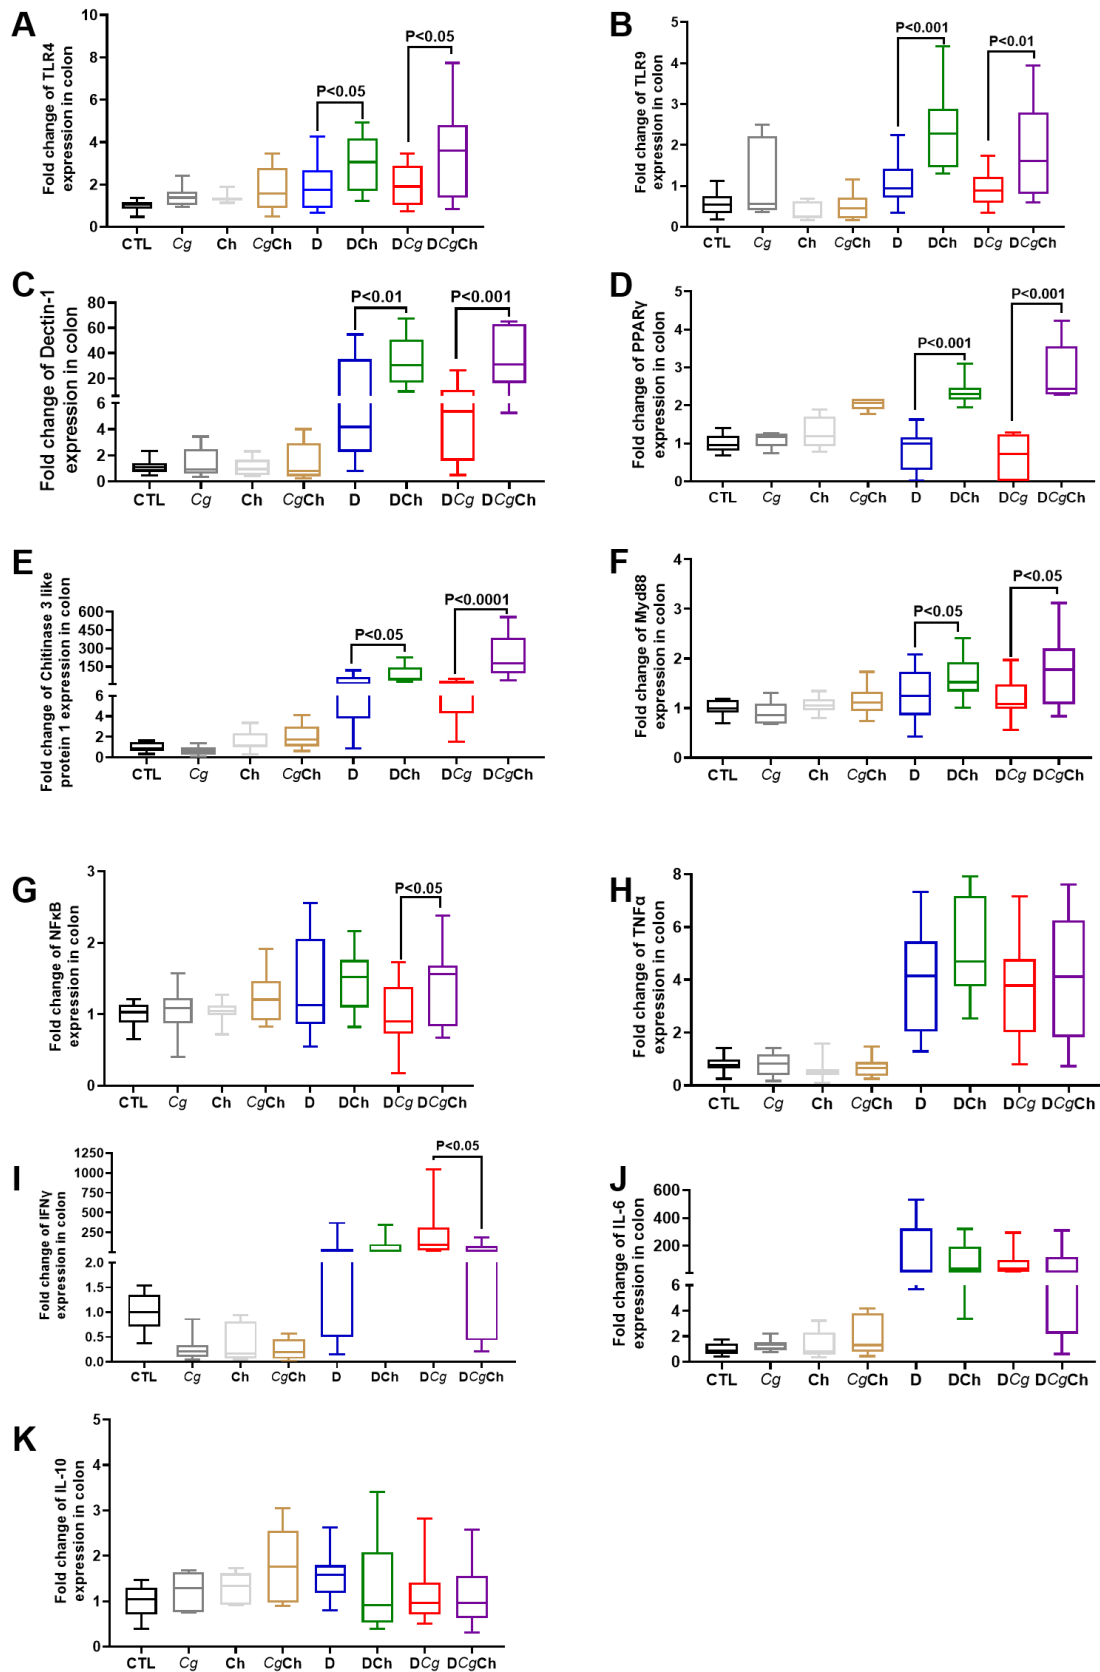 A
Fold change of TLR4
expression in colon
10
8
6
4
2
0
P<0.05
P<0.05
CTL Cg Ch CgCh D DCh DCg DCgCh
B
Fold change of TLR9
expression in colon
5
4
3
2
1
0
P<0.001
P<0.01
CTL Cg Ch CgCh D DCh DCg DCgCh
C
Fold change of Dectin-1
expression in colon
80
60
40
20
6
4
2
0
P<0.01
P<0.001
CTL Cg Ch CgCh D DCh DCg DCgCh
D
Fold change of PPARγ
expression in colon
5
4
3
2
1
0
P<0.001
P<0.001
CTL Cg Ch CgCh D DCh DCg DCgCh
E
Fold change of Chitinase 3 like
protein 1 expression in colon
600
450
300
150
6
4
2
0
P<0.05
P<0.0001
CTL Cg Ch CgCh D DCh DCg DCgCh
F
Fold change of Myd88
expression in colon
4
3
2
1
0
P<0.05
P<0.05
CTL Cg Ch CgCh D DCh DCg DCgCh
G
Fold change of NFκB
expression in colon
3
2
1
0
P<0.05
CTL Cg Ch CgCh D DCh DCg DCgCh
H
Fold change of TNFα
expression in colon
8
6
4
2
0
CTL Cg Ch CgCh D DCh DCg DCgCh
I
Fold change of IFNγ
expression in colon
1250
1000
750
500
250
2.0
1.5
1.0
0.5
0.0
P<0.05
CTL Cg Ch CgCh D DCh DCg DCgCh
J
Fold change of IL-6
expression in colon
600
400
200
6
4
2
0
CTL Cg Ch CgCh D DCh DCg DCgCh
K
Fold change of IL-10
expression in colon
5
4
3
2
1
0
CTL Cg Ch CgCh D DCh DCg DCgCh